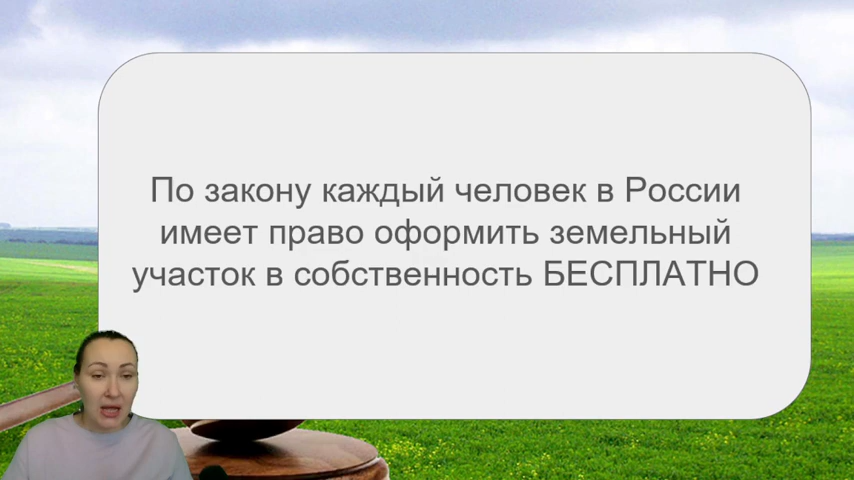 По закону каждый человек в России
имеет право оформить земельный
участок в собственность БЕСПЛАТНО